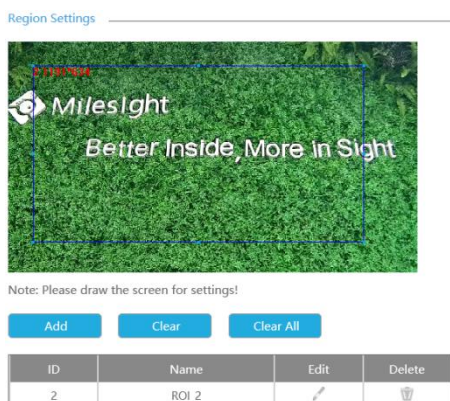 Region Settings
Milesight
Better Inside, More in Sight
Note: Please draw the screen for settings!
Add Clear Clear All
ID Name Edit Delete
2 ROI 2